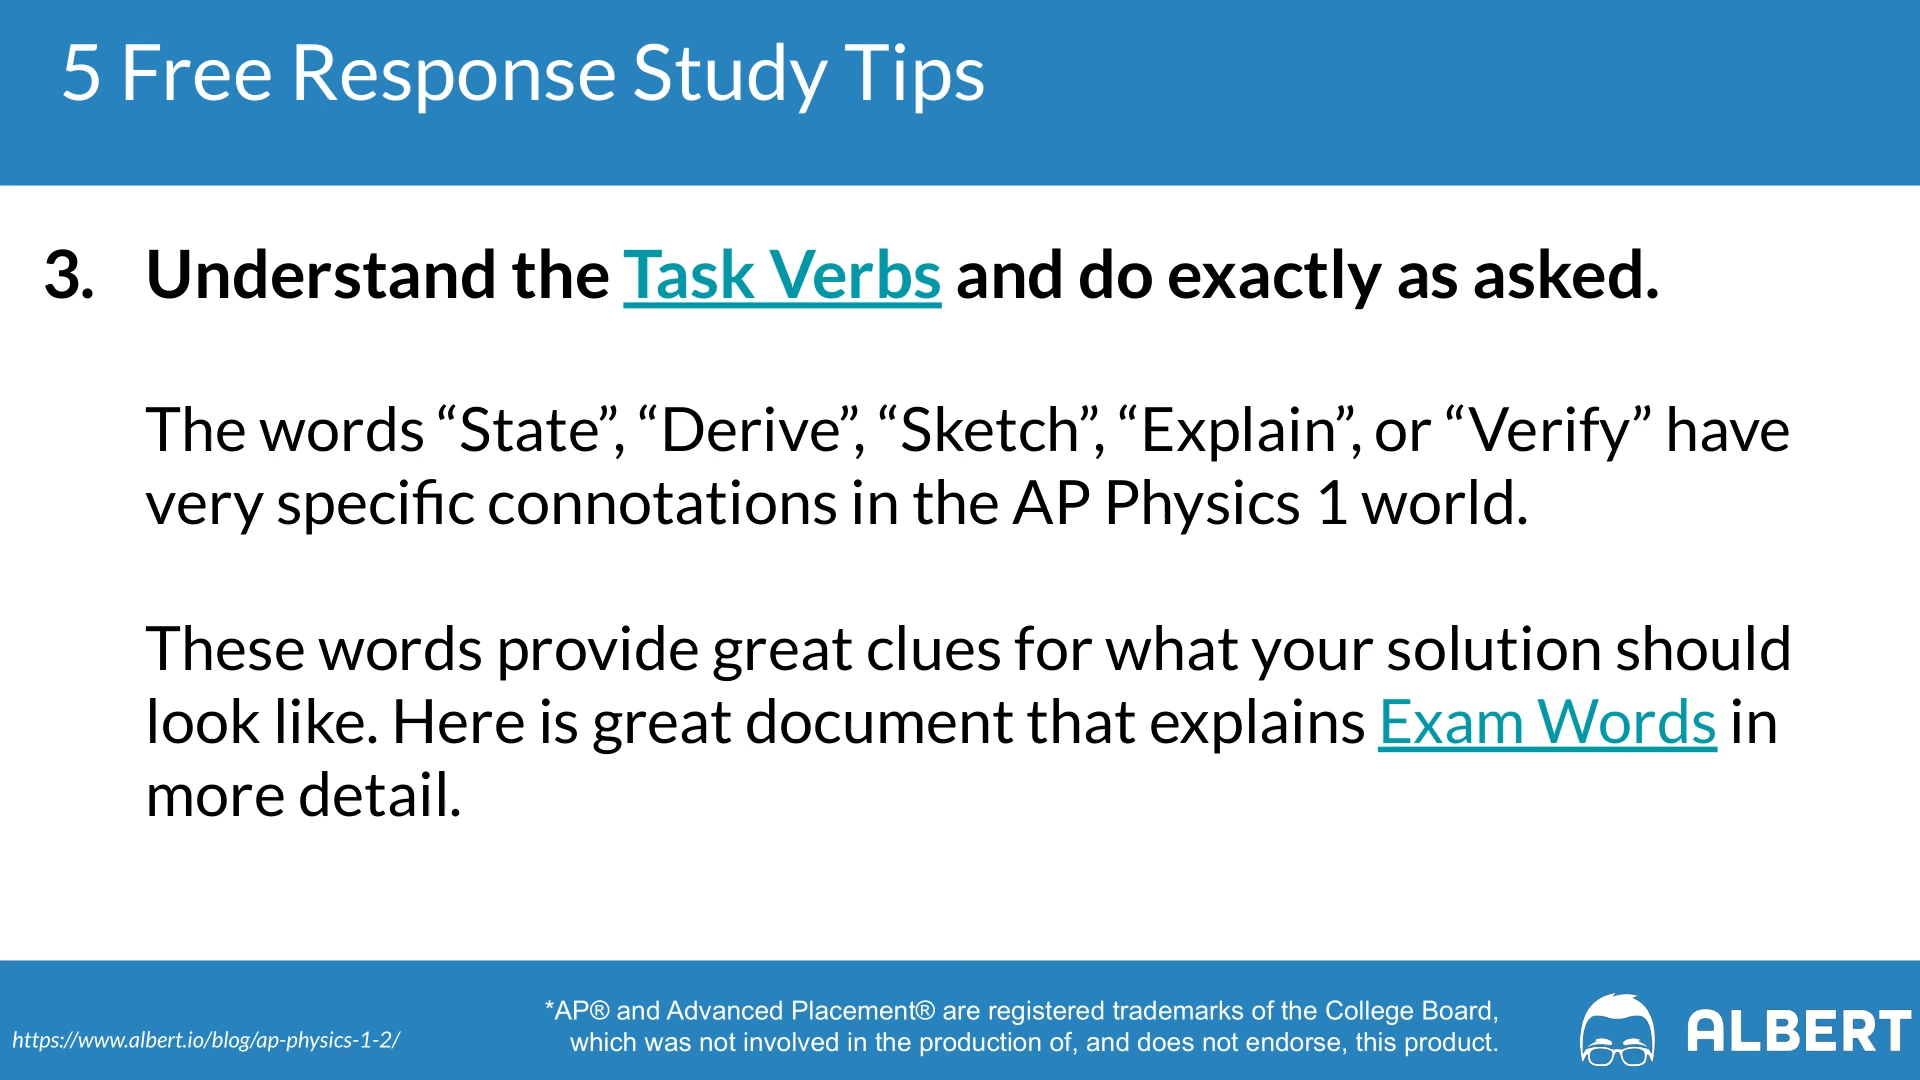 5 Free Response Study Tips
3. Understand the Task Verbs and do exactly as asked.
The words “State”, “Derive”, “Sketch”, “Explain”, or “Verify” have
very specific connotations in the AP Physics 1 world.
These words provide great clues for what your solution should
look like. Here is great document that explains Exam Words in
more detail.
https://www.albert.io/blog/ap-physics-1-2/
*AP® and Advanced Placement® are registered trademarks of the College Board,
which was not involved in the production of, and does not endorse, this product.
ALBERT